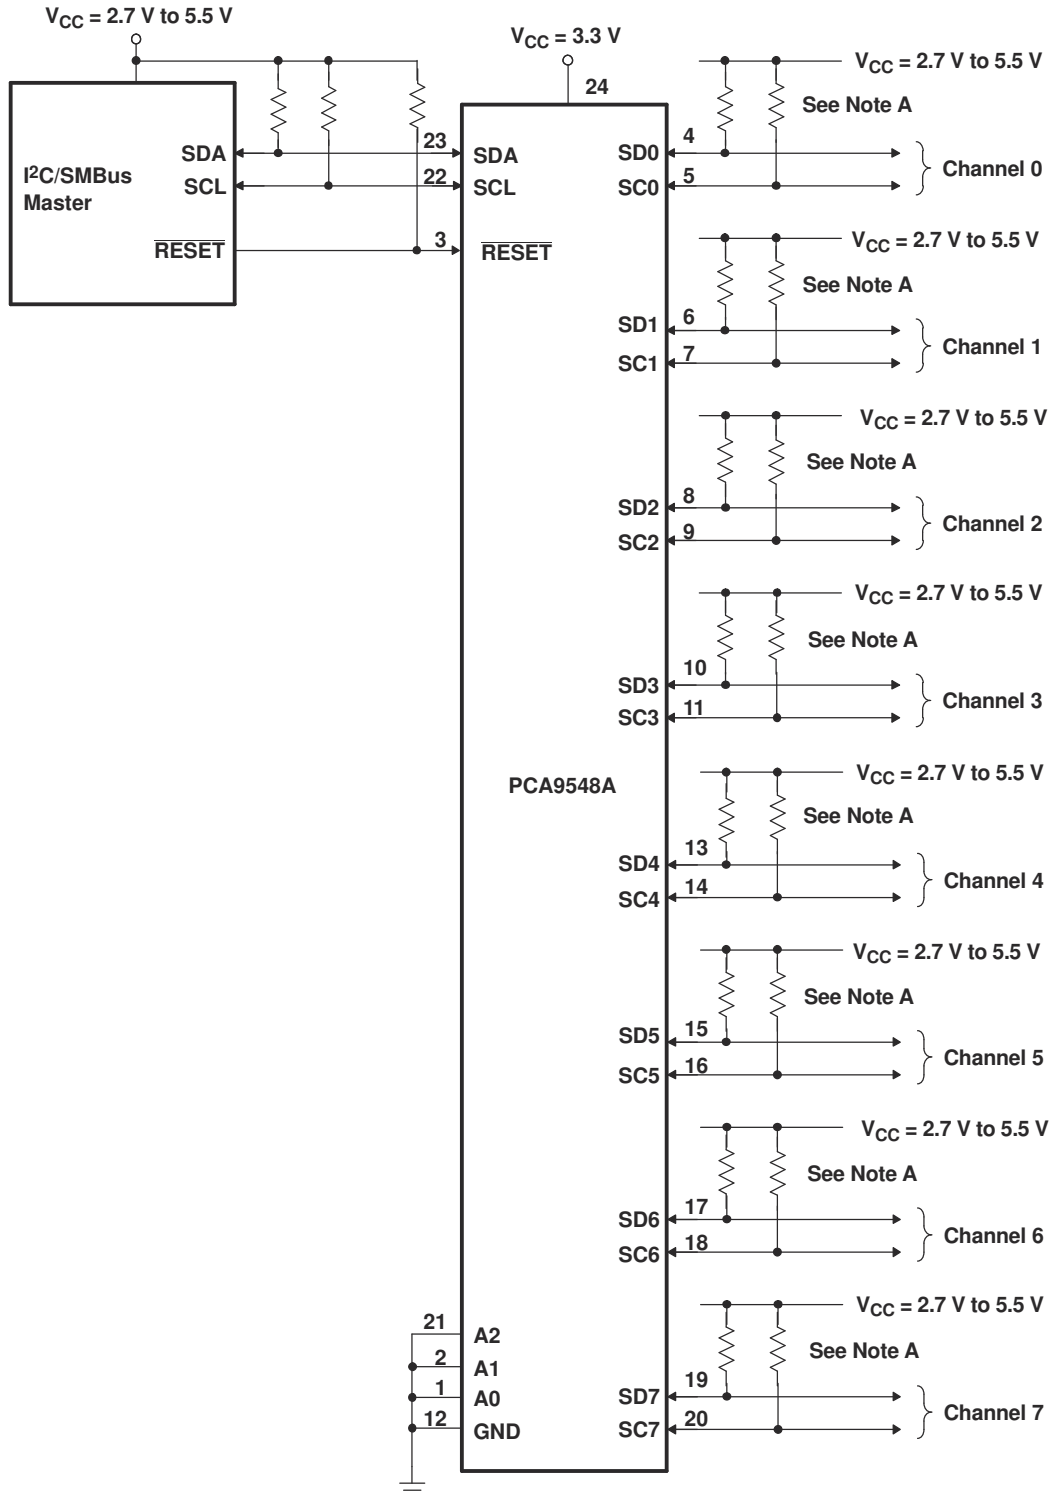 VCC = 2.7 V to 5.5 V
VCC = 3.3 V
24
I2C/SMBus
Master
SDA
SCL
RESET
23
22
3
SDA
SCL
RESET
PCA9548A
VCC = 2.7 V to 5.5 V
See Note A
SD0
4
SC0
5
Channel 0
VCC = 2.7 V to 5.5 V
See Note A
SD1
6
SC1
7
Channel 1
VCC = 2.7 V to 5.5 V
See Note A
SD2
8
SC2
9
Channel 2
VCC = 2.7 V to 5.5 V
See Note A
SD3
10
SC3
11
Channel 3
VCC = 2.7 V to 5.5 V
See Note A
SD4
13
SC4
14
Channel 4
VCC = 2.7 V to 5.5 V
See Note A
SD5
15
SC5
16
Channel 5
VCC = 2.7 V to 5.5 V
See Note A
SD6
17
SC6
18
Channel 6
VCC = 2.7 V to 5.5 V
See Note A
SD7
19
SC7
20
Channel 7
21
A2
2
A1
1
A0
12
GND